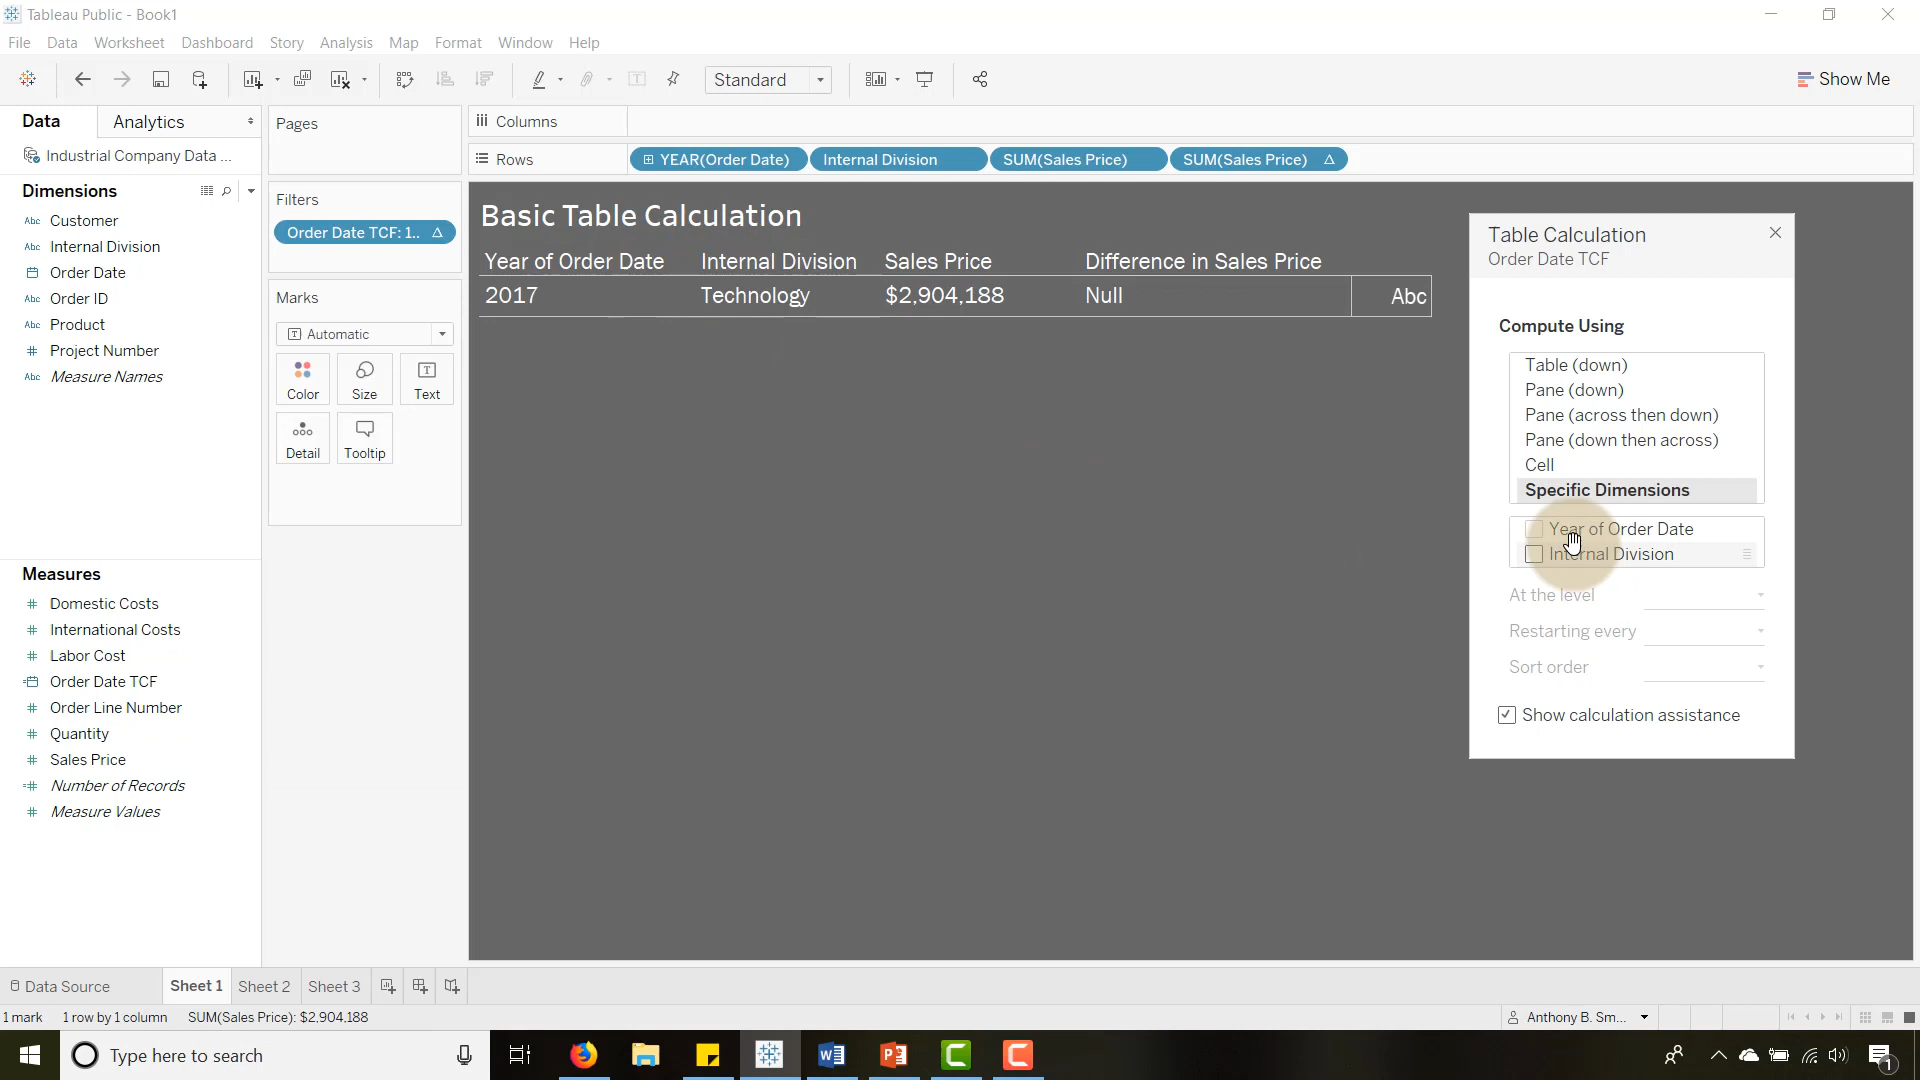 Tableau Public - Book1
File Data Worksheet Dashboard Story Analysis Map Format Window Help
Standard
Show Me
Data Analytics
Industrial Company Data ...
Dimensions
Abc Customer
Abc Internal Division
Order Date
Abc Order ID
Abc Product
# Project Number
Abc Measure Names
Measures
# Domestic Costs
# International Costs
# Labor Cost
Order Date TCF
# Order Line Number
# Quantity
# Sales Price
=# Number of Records
# Measure Values
Pages
Filters
Order Date TCF: 1.. Δ
Marks
Automatic
Color Size Text
Detail Tooltip
Columns
Rows YEAR(Order Date) Internal Division SUM(Sales Price) SUM(Sales Price) Δ
Basic Table Calculation
Year of Order Date Internal Division Sales Price Difference in Sales Price
2017 Technology $2,904,188 Null Abc
Table Calculation
Order Date TCF
Compute Using
Table (down)
Pane (down)
Pane (across then down)
Pane (down then across)
Cell
Specific Dimensions
Year of Order Date
Internal Division
At the level
Restarting every
Sort order
Show calculation assistance
Data Source Sheet 1 Sheet 2 Sheet 3
1 mark 1 row by 1 column SUM(Sales Price): $2,904,188
Anthony B. Sm...
Type here to search
1